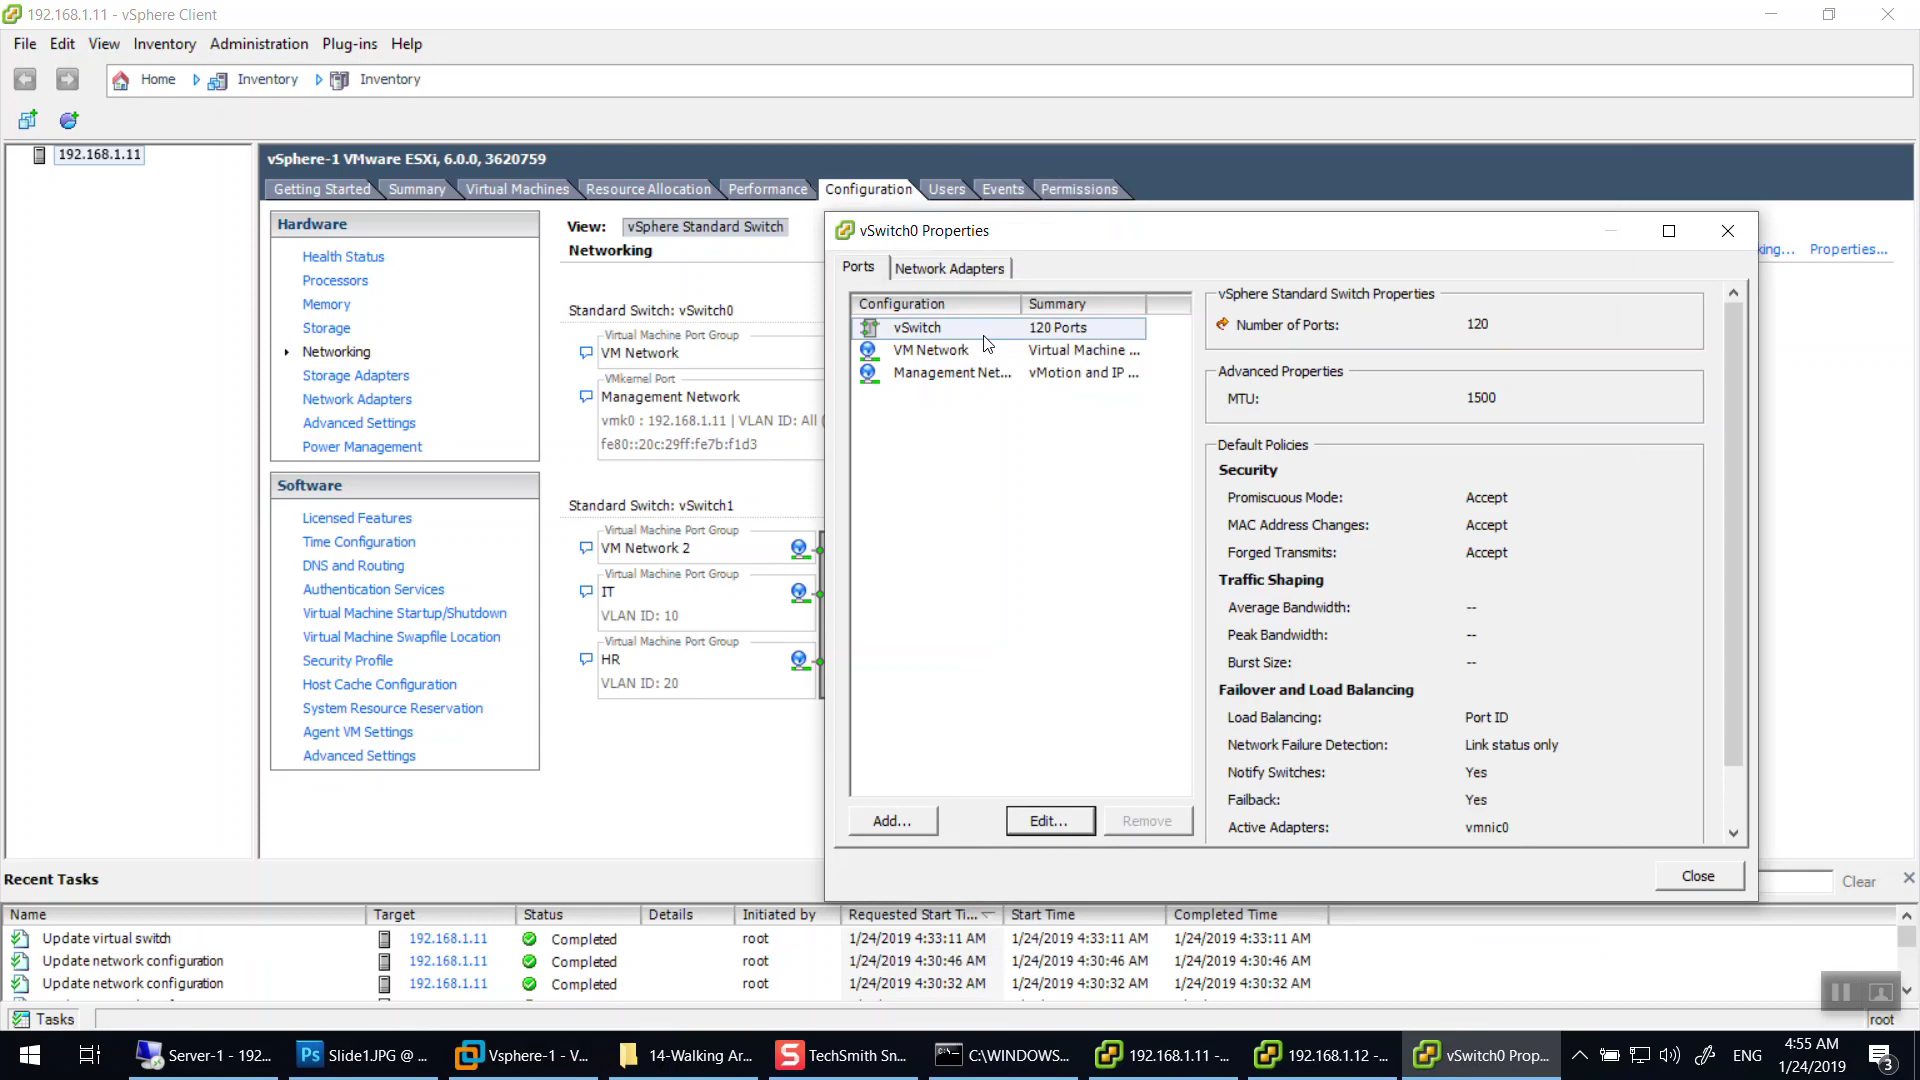 192.168.1.11 - vSphere Client
File Edit View Inventory Administration Plug-ins Help
Home Inventory Inventory
192.168.1.11
vSphere-1 VMware ESXi, 6.0.0, 3620759
Getting Started Summary Virtual Machines Resource Allocation Performance Configuration Users Events Permissions
Hardware
Health Status
Processors
Memory
Storage
Networking
Storage Adapters
Network Adapters
Advanced Settings
Power Management
Software
Licensed Features
Time Configuration
DNS and Routing
Authentication Services
Virtual Machine Startup/Shutdown
Virtual Machine Swapfile Location
Security Profile
Host Cache Configuration
System Resource Reservation
Agent VM Settings
Advanced Settings
View: vSphere Standard Switch
Networking
king... Properties...
Standard Switch: vSwitch0
Virtual Machine Port Group
VM Network
VMkernel Port
Management Network
vmk0 : 192.168.1.11 | VLAN ID: All (
fe80::20c:29ff:fe7b:f1d3
Standard Switch: vSwitch1
Virtual Machine Port Group
VM Network 2
Virtual Machine Port Group
IT
VLAN ID: 10
Virtual Machine Port Group
HR
VLAN ID: 20
vSwitch0 Properties
Ports Network Adapters
Configuration Summary
vSwitch 120 Ports
VM Network Virtual Machine ...
Management Net... vMotion and IP ...
Add... Edit... Remove
vSphere Standard Switch Properties
Number of Ports: 120
Advanced Properties
MTU: 1500
Default Policies
Security
Promiscuous Mode: Accept
MAC Address Changes: Accept
Forged Transmits: Accept
Traffic Shaping
Average Bandwidth: --
Peak Bandwidth: --
Burst Size: --
Failover and Load Balancing
Load Balancing: Port ID
Network Failure Detection: Link status only
Notify Switches: Yes
Failback: Yes
Active Adapters: vmnic0
Close
Recent Tasks
Clear
Name Target Status Details Initiated by Requested Start Ti... Start Time Completed Time
Update virtual switch 192.168.1.11 Completed root 1/24/2019 4:33:11 AM 1/24/2019 4:33:11 AM 1/24/2019 4:33:11 AM
Update network configuration 192.168.1.11 Completed root 1/24/2019 4:30:46 AM 1/24/2019 4:30:46 AM 1/24/2019 4:30:46 AM
Update network configuration 192.168.1.11 Completed root 1/24/2019 4:30:32 AM 1/24/2019 4:30:32 AM 1/24/2019 4:30:32 AM
Tasks root
Server-1 - 192... Ps Slide1.JPG @ ... Vsphere-1 - V... 14-Walking Ar... S TechSmith Sn... C:\WINDOWS... 192.168.1.11 -... 192.168.1.12 -... vSwitch0 Prop... ENG 4:55 AM
1/24/2019 3